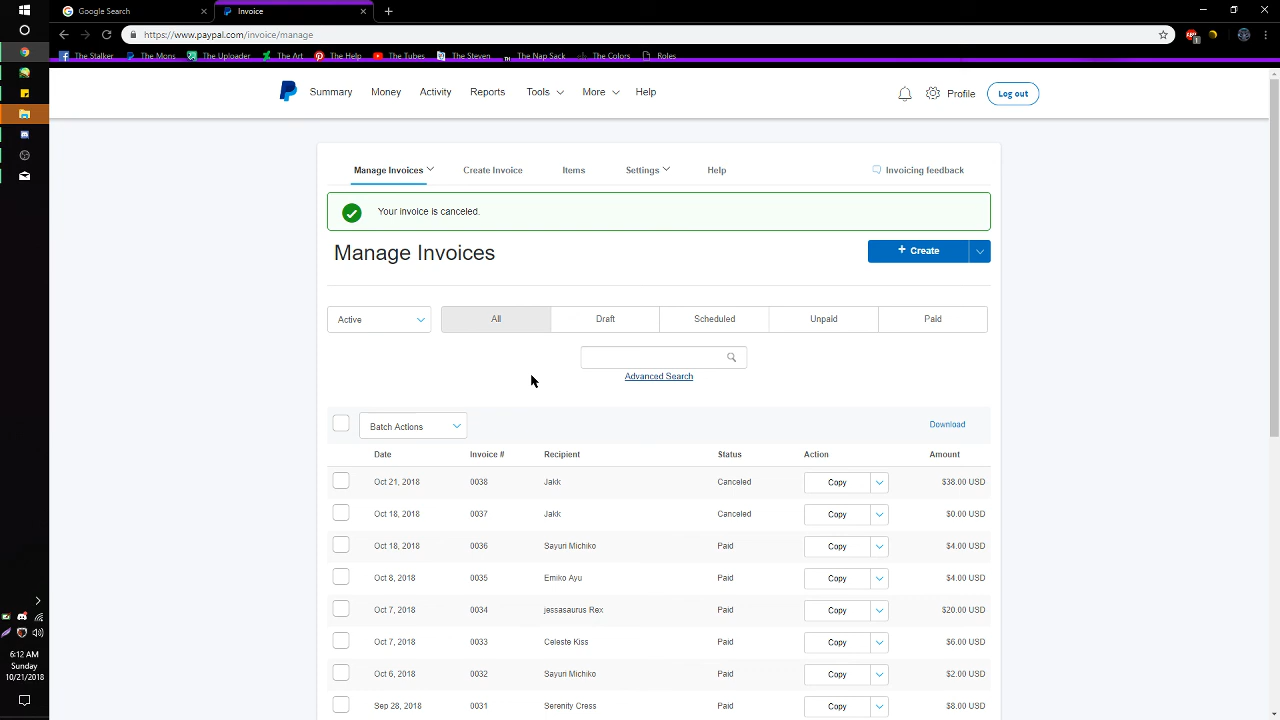 Google Search
Invoice
https://www.paypal.com/invoice/manage
The Stalker The Mons The Uploader The Art The Help The Tubes The Steven The Nap Sack The Colors Roles
Summary Money Activity Reports Tools More Help Profile Log out
Manage Invoices Create Invoice Items Settings Help Invoicing feedback
Your invoice is canceled.
Manage Invoices
+ Create
Active All Draft Scheduled Unpaid Paid
Advanced Search
Batch Actions Download
Date Invoice # Recipient Status Action Amount
Oct 21, 2018 0038 Jakk Canceled Copy $38.00 USD
Oct 18, 2018 0037 Jakk Canceled Copy $0.00 USD
Oct 18, 2018 0036 Sayuri Michiko Paid Copy $4.00 USD
Oct 8, 2018 0035 Emiko Ayu Paid Copy $4.00 USD
Oct 7, 2018 0034 jessasaurus Rex Paid Copy $20.00 USD
Oct 7, 2018 0033 Celeste Kiss Paid Copy $6.00 USD
Oct 6, 2018 0032 Sayuri Michiko Paid Copy $2.00 USD
Sep 28, 2018 0031 Serenity Cress Paid Copy $8.00 USD
6:12 AM
Sunday
10/21/2018